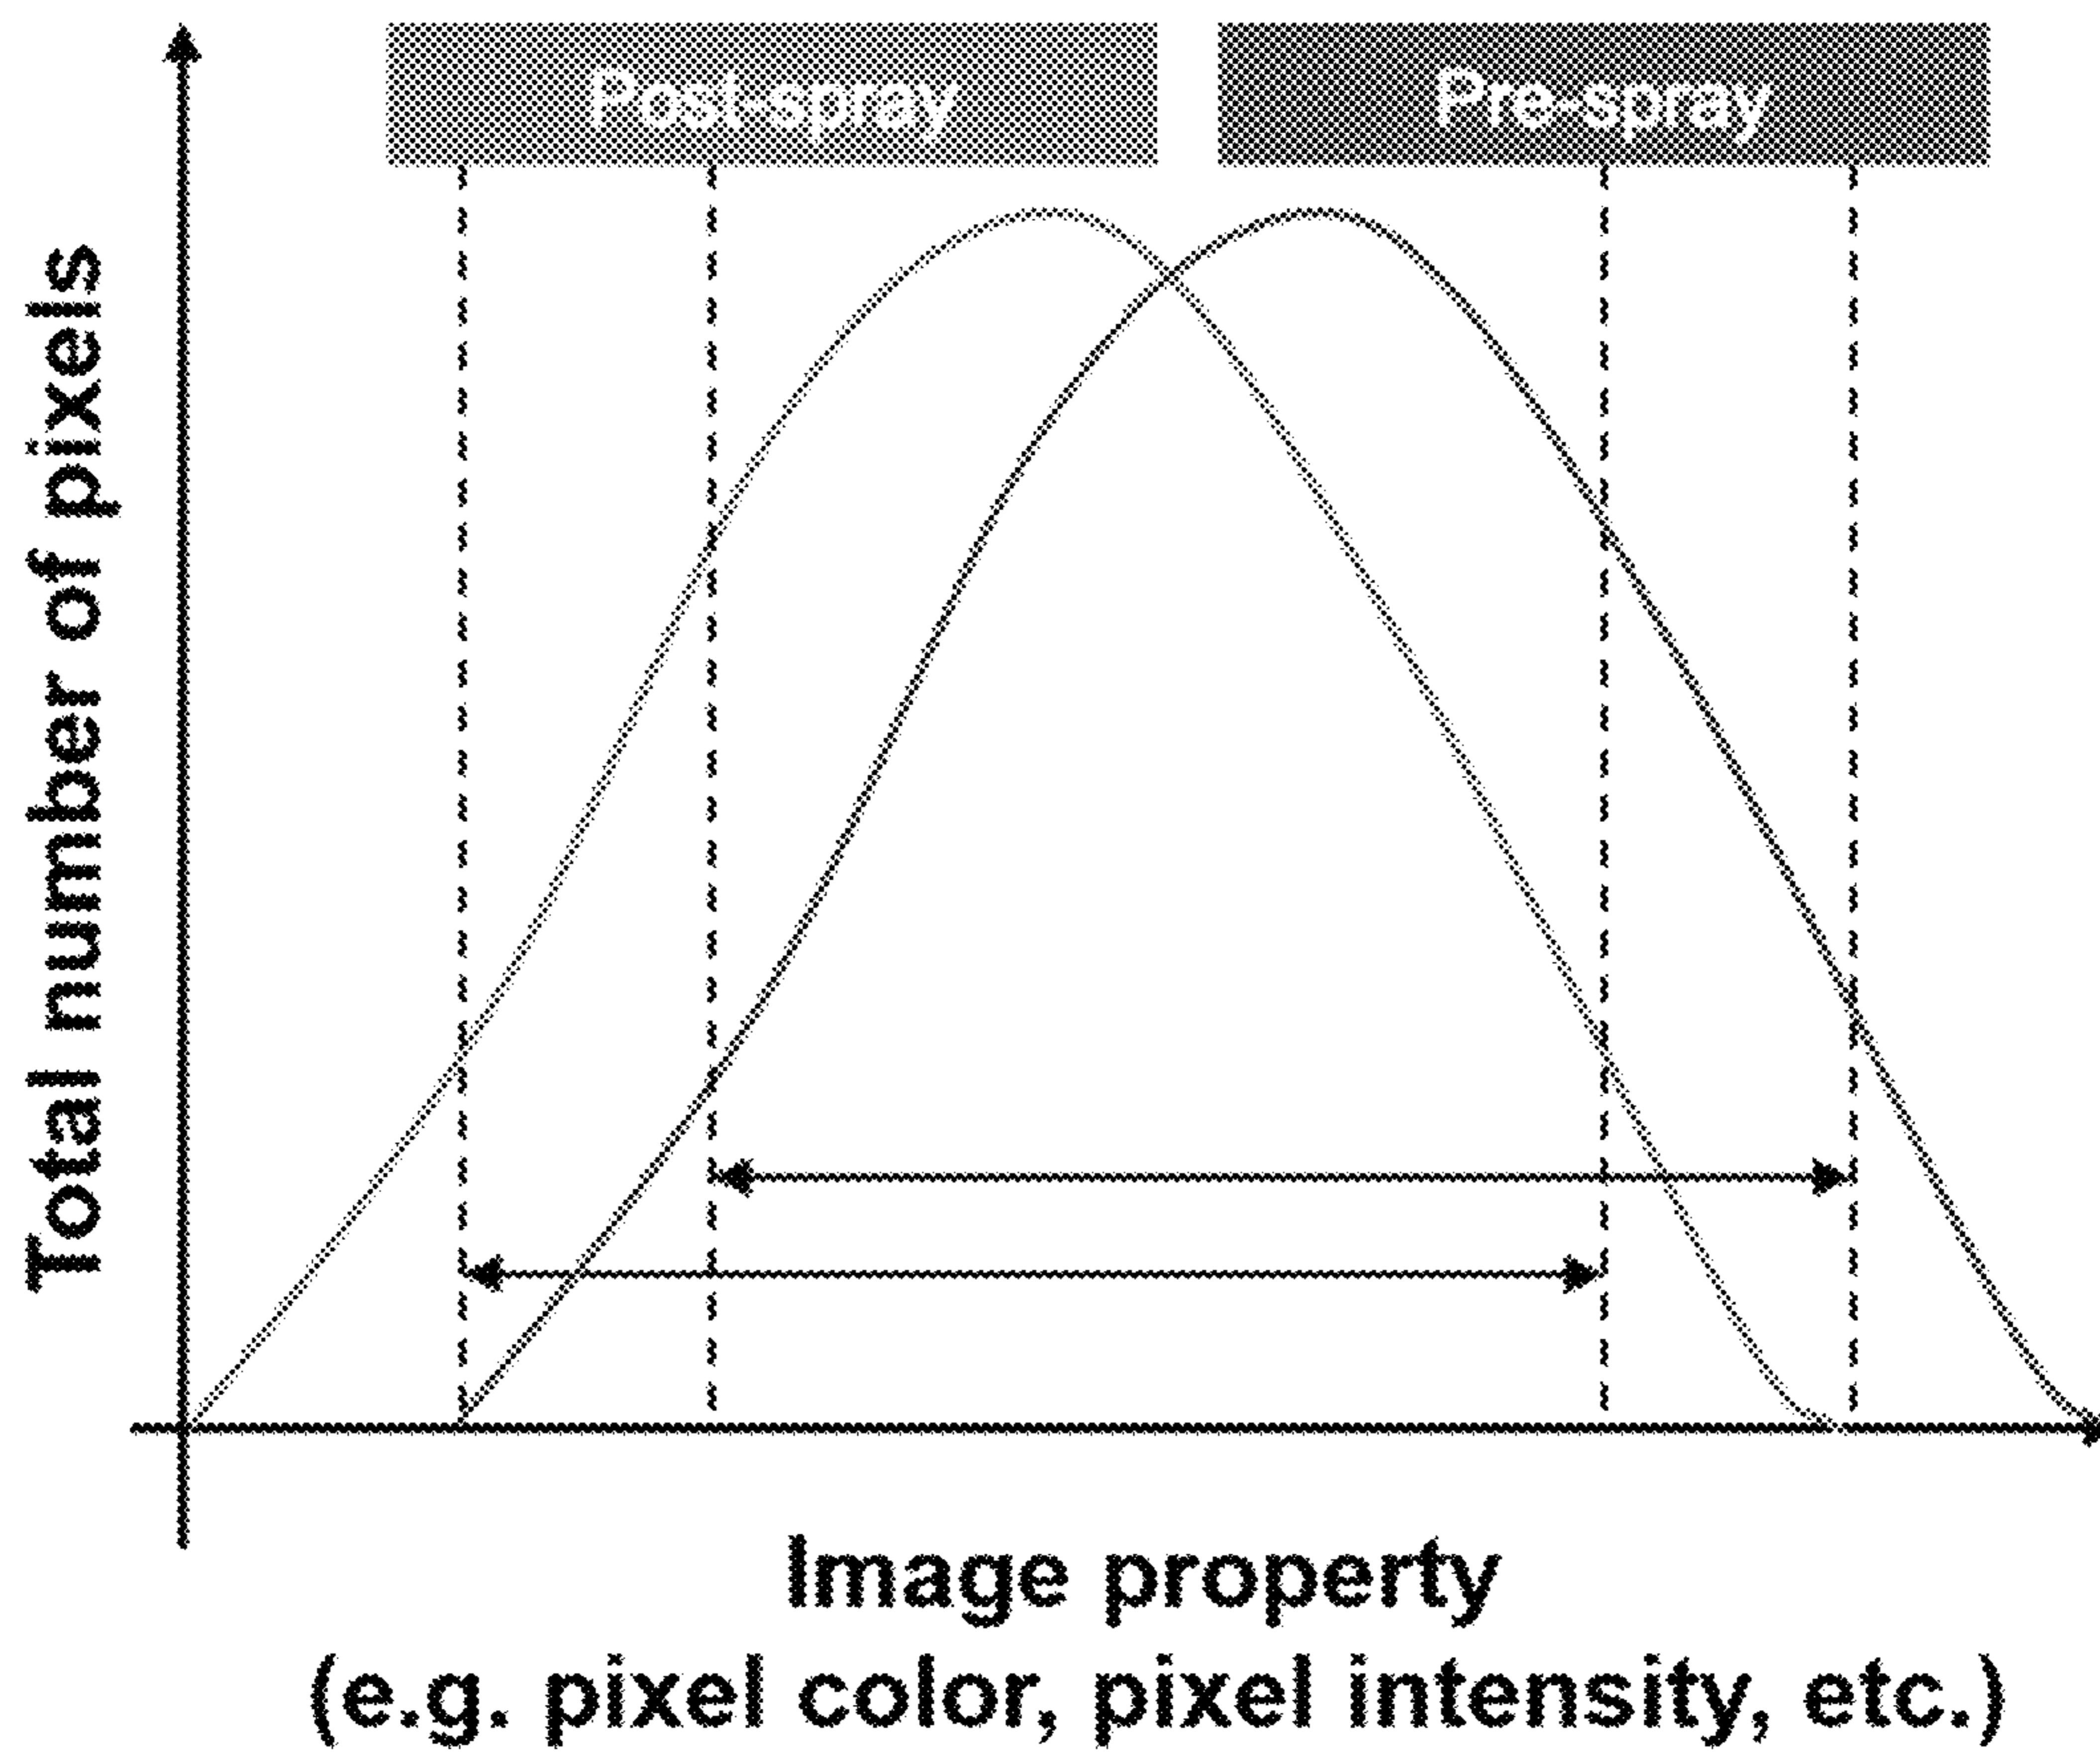 Post-spray
Pre-spray
Total number of pixels
Image property
(e.g. pixel color, pixel intensity, etc.)